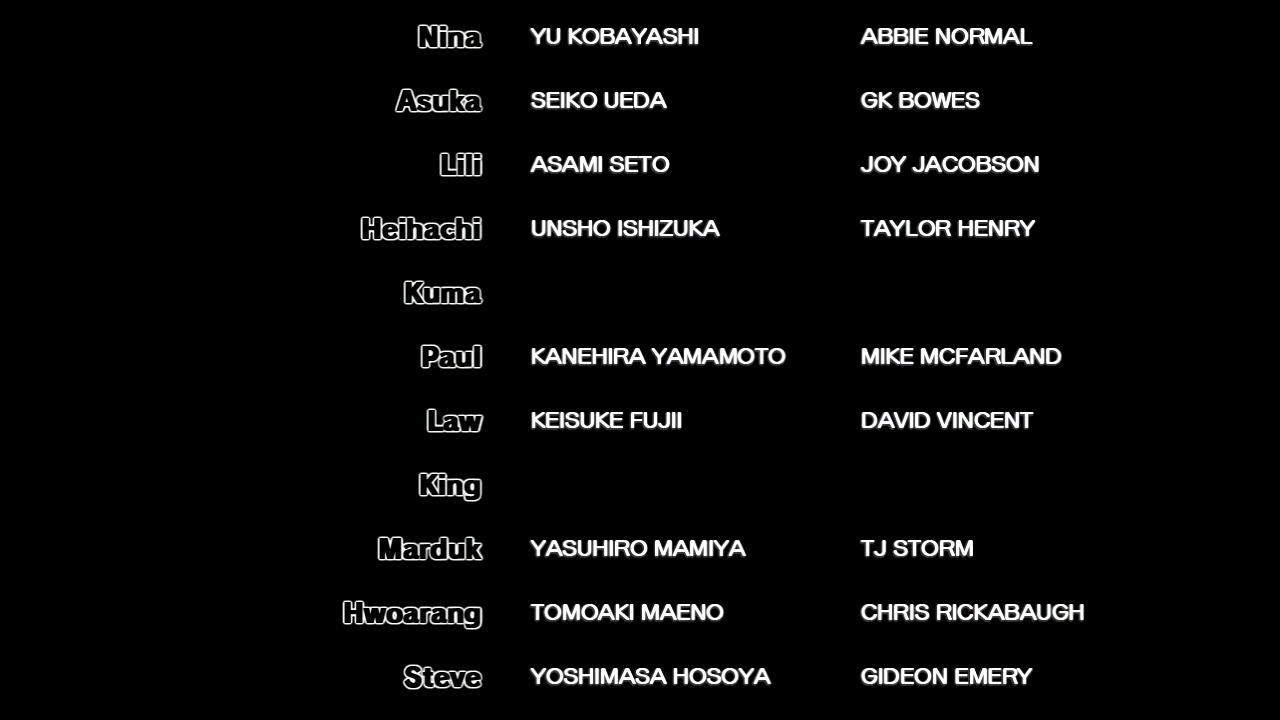 Nina YU KOBAYASHI ABBIE NORMAL
Asuka SEIKO UEDA GK BOWES
Lili ASAMI SETO JOY JACOBSON
Heihachi UNSHO ISHIZUKA TAYLOR HENRY
Kuma
Paul KANEHIRA YAMAMOTO MIKE MCFARLAND
Law KEISUKE FUJII DAVID VINCENT
King
Marduk YASUHIRO MAMIYA TJ STORM
Hwoarang TOMOAKI MAENO CHRIS RICKABAUGH
Steve YOSHIMASA HOSOYA GIDEON EMERY